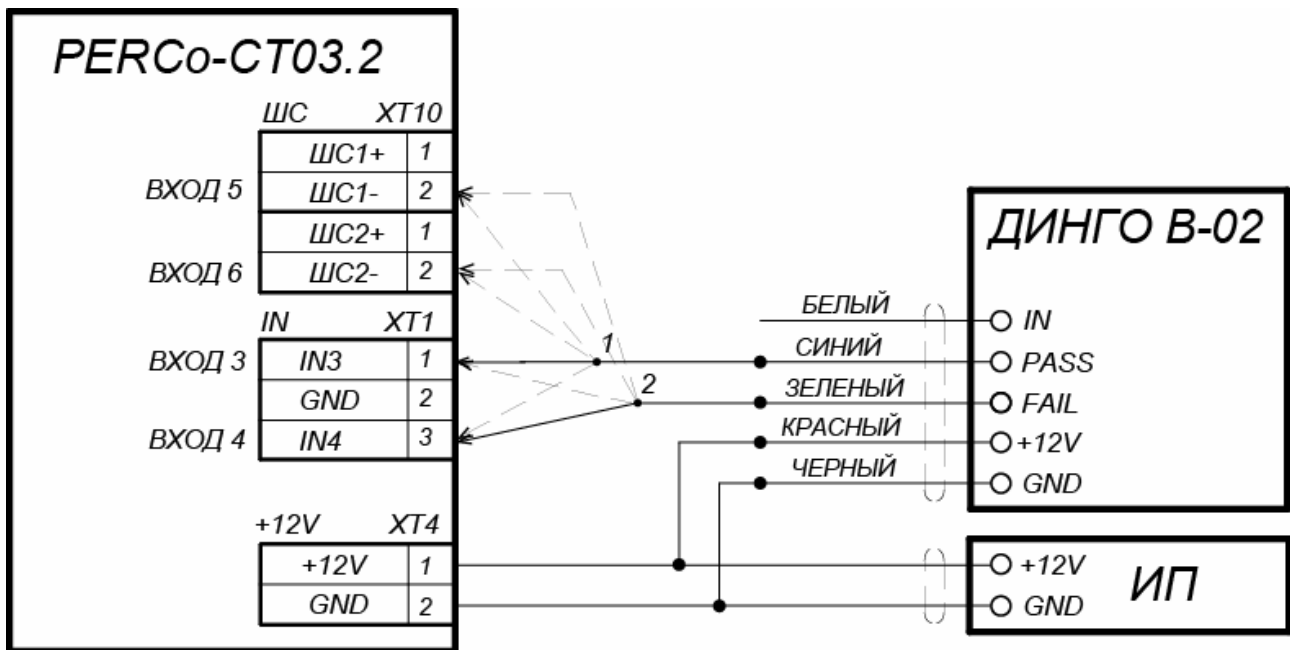 PERCo-CT03.2
ШС XT10
ШС1+ 1
ВХОД 5 ШС1- 2
ШС2+ 1
ВХОД 6 ШС2- 2
IN XT1
ВХОД 3 IN3 1
GND 2
ВХОД 4 IN4 3
+12V XT4
+12V 1
GND 2
1
2
БЕЛЫЙ
СИНИЙ
ЗЕЛЕНЫЙ
КРАСНЫЙ
ЧЕРНЫЙ
ДИНГО В-02
IN
PASS
FAIL
+12V
GND
+12V
GND
ИП